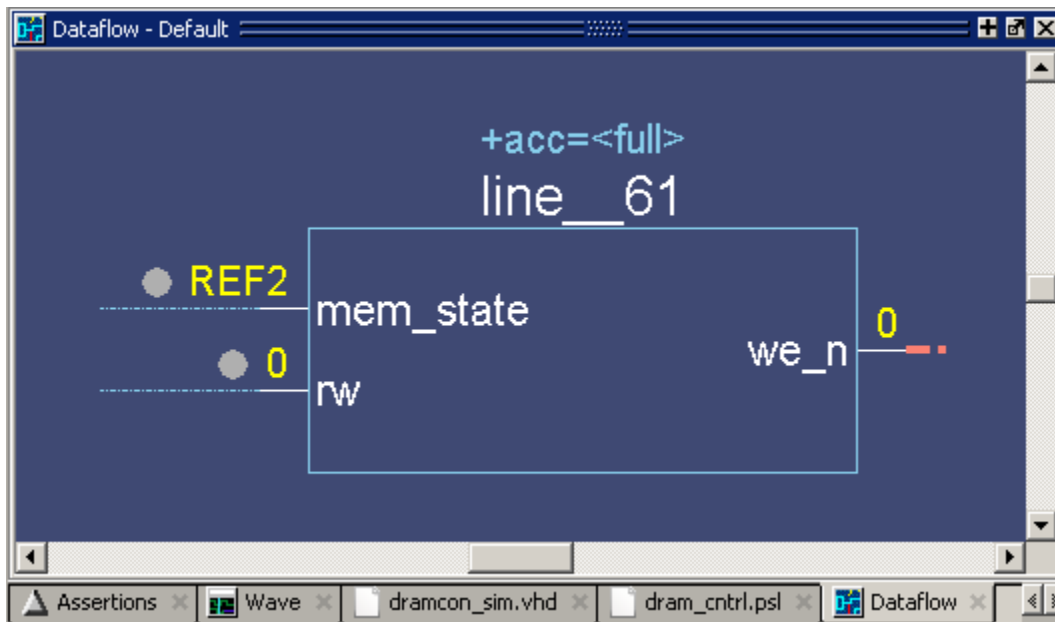 Dataflow - Default
+acc=<full>
line__61
REF2
mem_state
0
we_n
0
rw
Assertions
Wave
dramcon_sim.vhd
dram_cntrl.psl
Dataflow